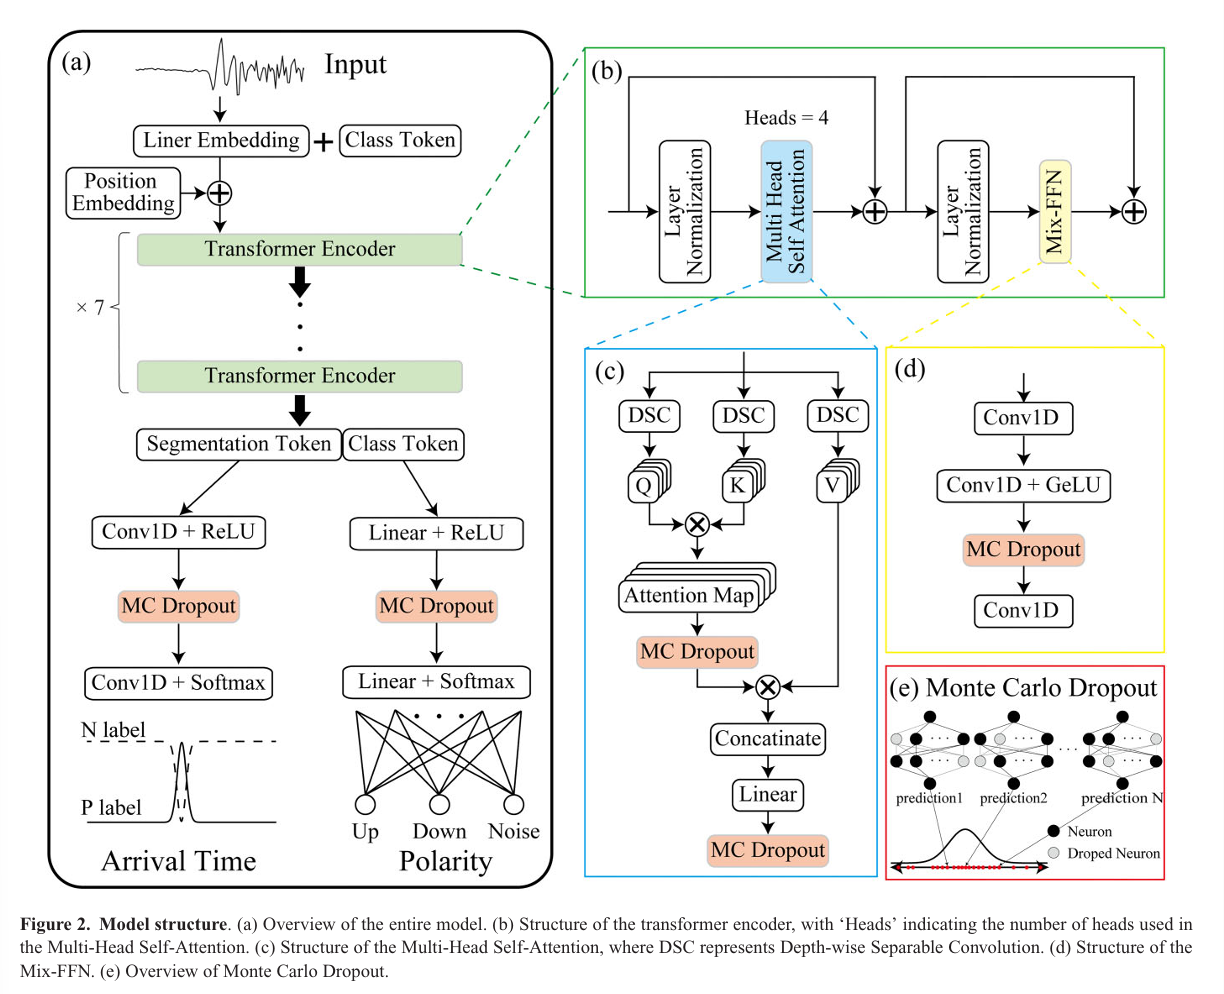 (a)
Input
Liner Embedding + Class Token
Position
Embedding
Transformer Encoder
× 7
Transformer Encoder
Segmentation Token
Class Token
Conv1D + ReLU
Linear + ReLU
MC Dropout
MC Dropout
Conv1D + Softmax
Linear + Softmax
N label
P label
Up
Down
Noise
Arrival Time
Polarity
(b)
Heads = 4
Layer
Normalization
Multi Head
Self Attention
Layer
Normalization
Mix-FFN
(c)
DSC
DSC
DSC
Q
K
V
Attention Map
MC Dropout
Concatinate
Linear
MC Dropout
(d)
Conv1D
Conv1D + GeLU
MC Dropout
Conv1D
(e) Monte Carlo Dropout
prediction1
prediction2
prediction N
Neuron
Droped Neuron
Figure 2. Model structure. (a) Overview of the entire model. (b) Structure of the transformer encoder, with ‘Heads’ indicating the number of heads used in
the Multi-Head Self-Attention. (c) Structure of the Multi-Head Self-Attention, where DSC represents Depth-wise Separable Convolution. (d) Structure of the
Mix-FFN. (e) Overview of Monte Carlo Dropout.